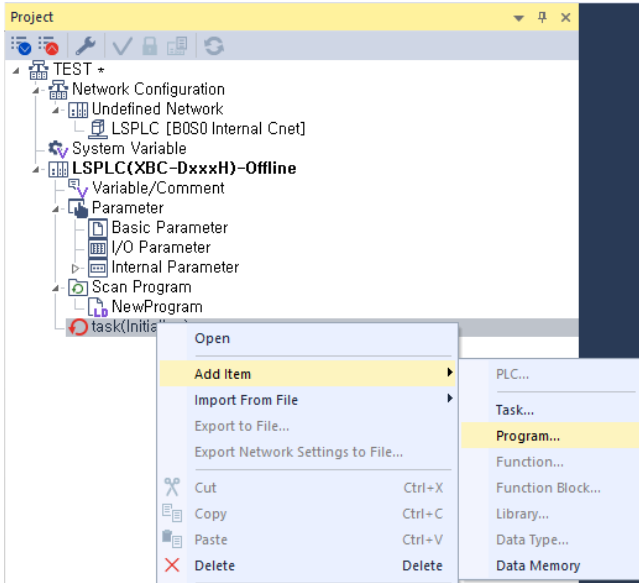 Project
TEST *
Network Configuration
Undefined Network
LSPLC [B0S0 Internal Cnet]
System Variable
LSPLC(XBC-DxxxH)-Offline
Variable/Comment
Parameter
Basic Parameter
I/O Parameter
Internal Parameter
Scan Program
NewProgram
task(Initia
Open
Add Item
Import From File
Export to File...
Export Network Settings to File...
Cut Ctrl+X
Copy Ctrl+C
Paste Ctrl+V
Delete Delete
PLC...
Task...
Program...
Function...
Function Block...
Library...
Data Type...
Data Memory